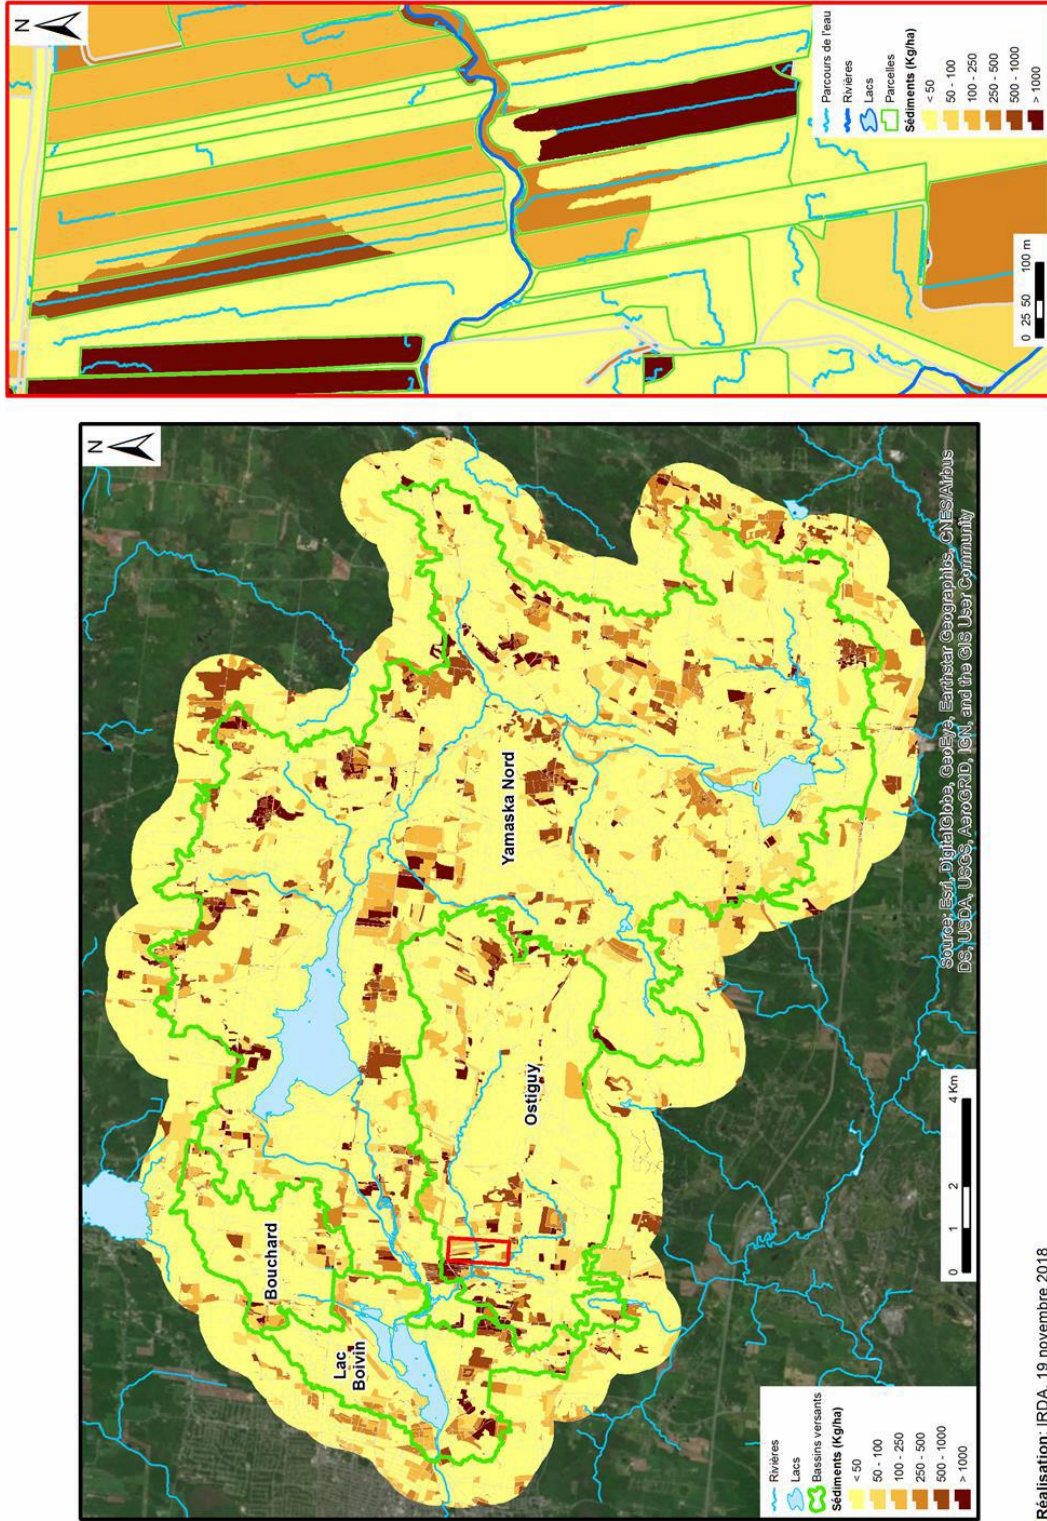 N
Bouchard
Lac
Boivin
Yamaska Nord
Ostiguy
Rivières
Lacs
Bassins versants
Sédiments (Kg/ha)
< 50
50 - 100
100 - 250
250 - 500
500 - 1000
> 1000
0 1 2 4 Km
Source: Esri, DigitalGlobe, GeoEye, Earthstar Geographics, CNES/Airbus
DS, USDA, USGS, AeroGRID, IGN, and the GIS User Community
Réalisation: IRDA, 19 novembre 2018
N
Parcours de l'eau
Rivières
Lacs
Parcelles
Sédiments (Kg/ha)
< 50
50 - 100
100 - 250
250 - 500
500 - 1000
> 1000
0 25 50 100 m